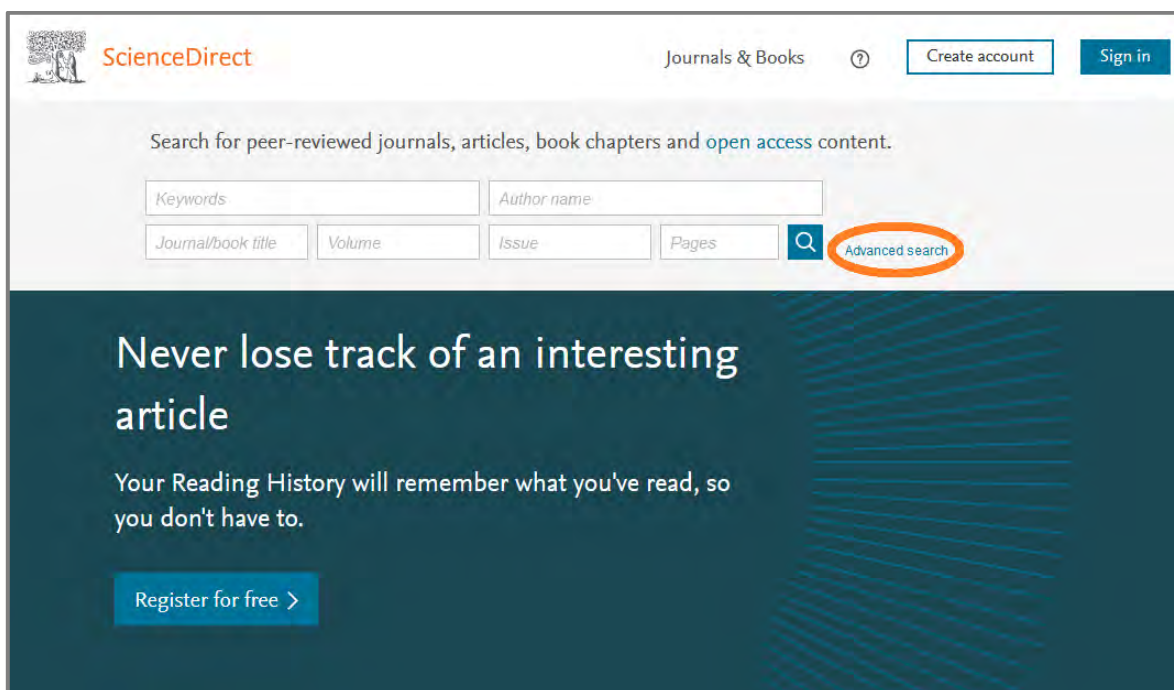 ScienceDirect
Journals & Books
?
Create account
Sign in
Search for peer-reviewed journals, articles, book chapters and open access content.
Keywords
Author name
Journal/book title
Volume
Issue
Pages
Advanced search
Never lose track of an interesting
article
Your Reading History will remember what you've read, so
you don't have to.
Register for free >